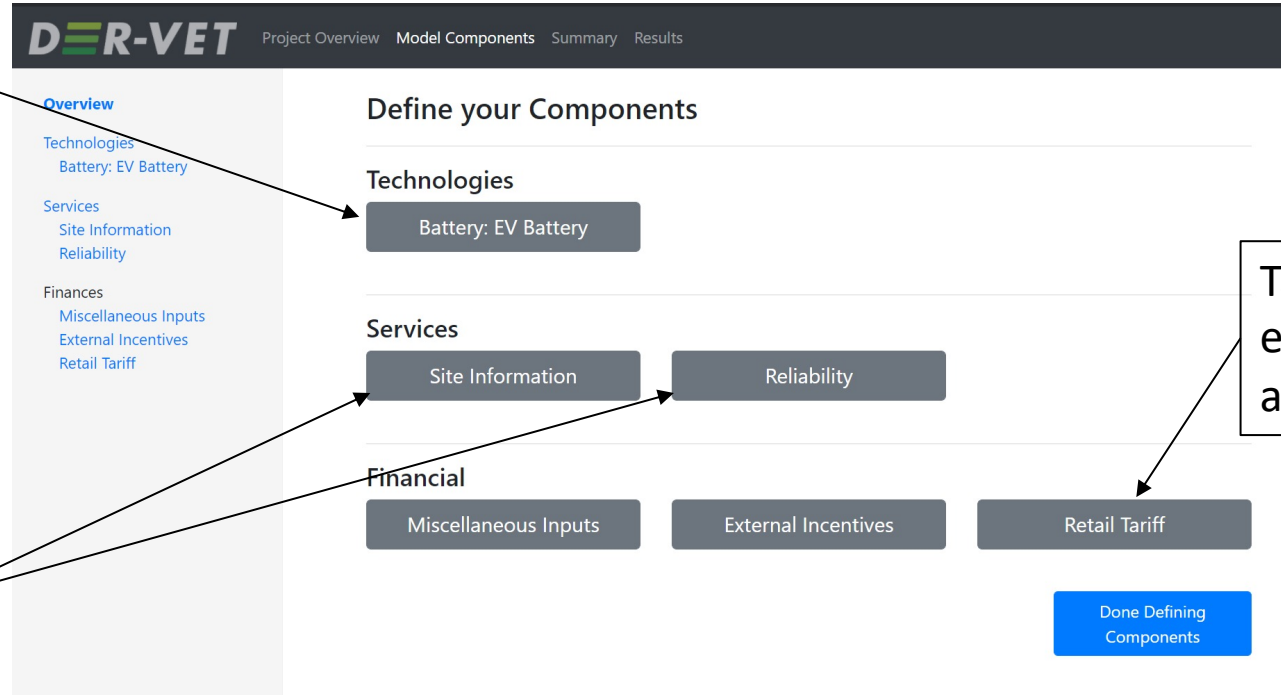 DER-VET Project Overview Model Components Summary Results
Overview
Technologies
Battery: EV Battery
Services
Site Information
Reliability
Finances
Miscellaneous Inputs
External Incentives
Retail Tariff
Define your Components
Technologies
Battery: EV Battery
Services
Site Information Reliability
Financial
Miscellaneous Inputs External Incentives Retail Tariff
Done Defining
Components